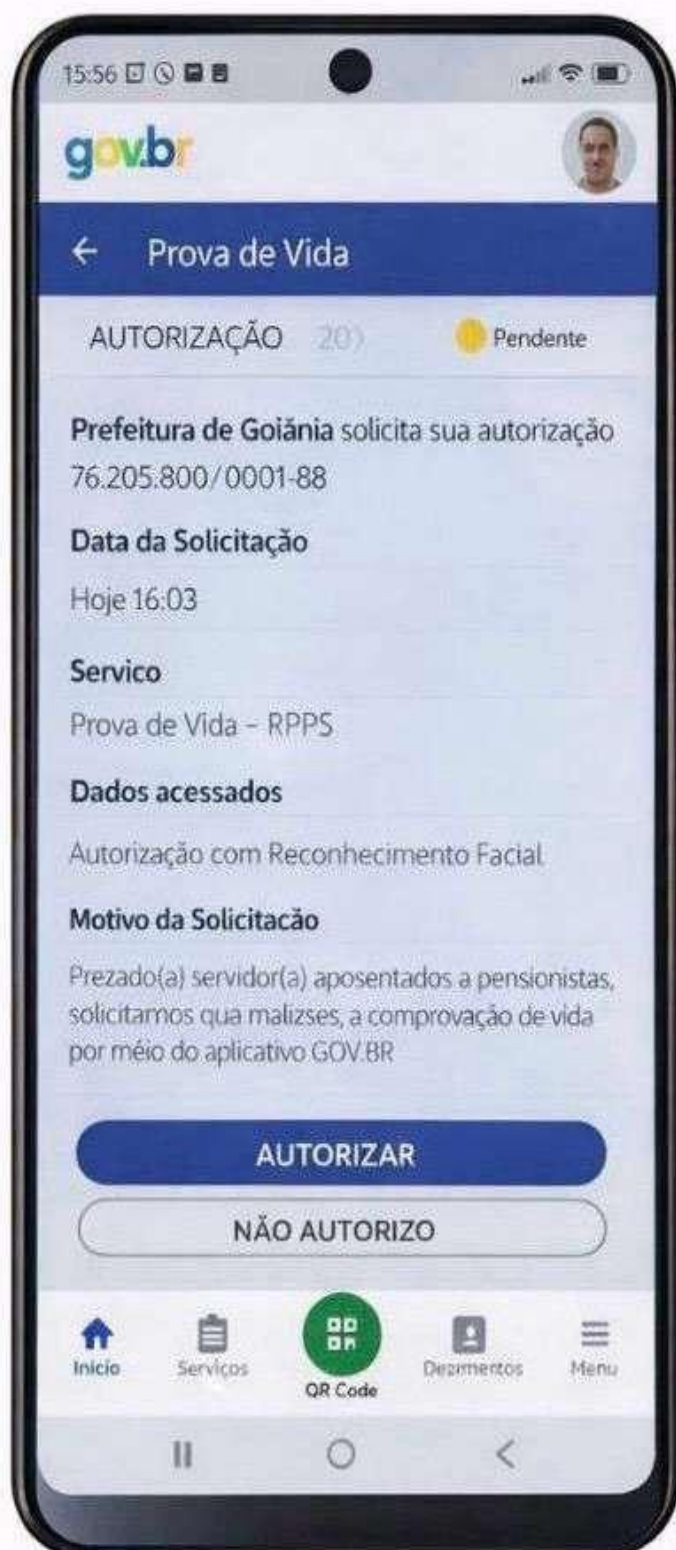 15:56
gov.br
← Prova de Vida
AUTORIZAÇÃO 20) Pendente
Prefeitura de Goiânia solicita sua autorização
76.205.800/0001-88
Data da Solicitação
Hoje 16:03
Servico
Prova de Vida – RPPS
Dados acessados
Autorização com Reconhecimento Facial
Motivo da Solicitacão
Prezado(a) servidor(a) aposentados a pensionistas,
solicitamos qua malizses, a comprovação de vida
por méio do aplicativo GOV.BR
AUTORIZAR
NÃO AUTORIZO
Início Serviços QR Code Dezimentos Menu